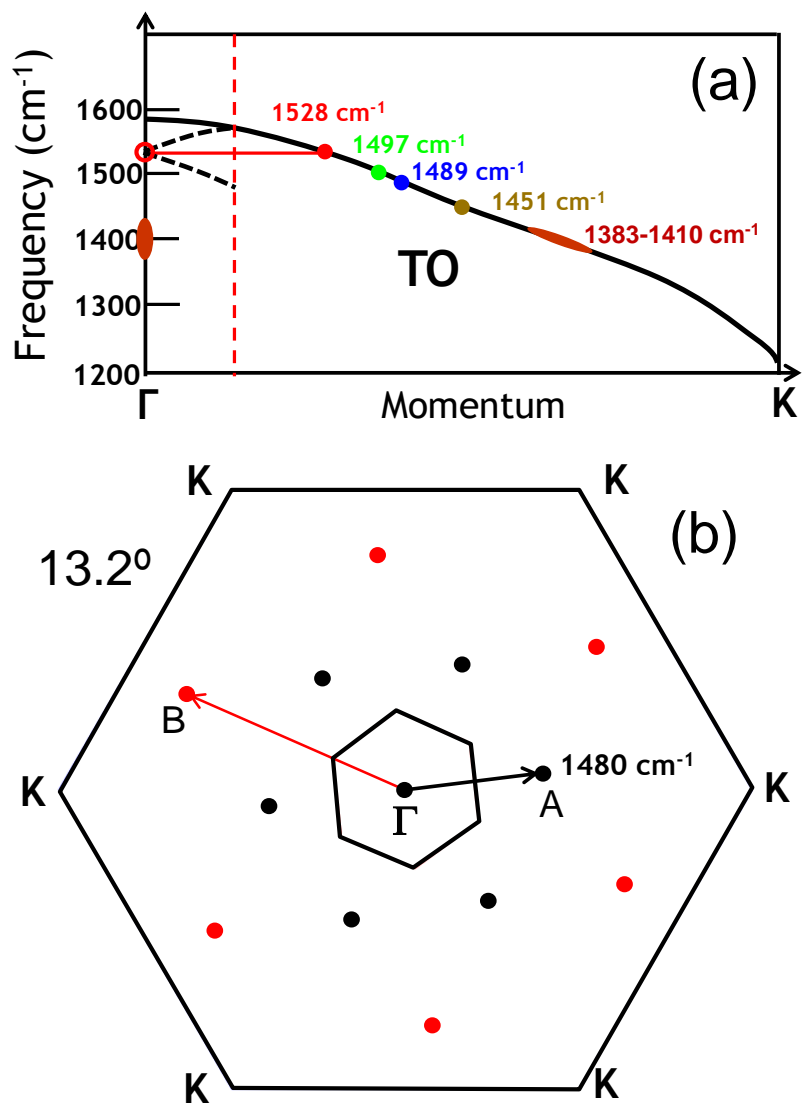 (a)
Frequency (cm-1)
1600
1500
1400
1300
1200
1528 cm-1
1497 cm-1
1489 cm-1
1451 cm-1
1383-1410 cm-1
TO
Γ
Momentum
K
K
K
13.2⁰
(b)
B
1480 cm-1
A
Γ
K
K
K
K